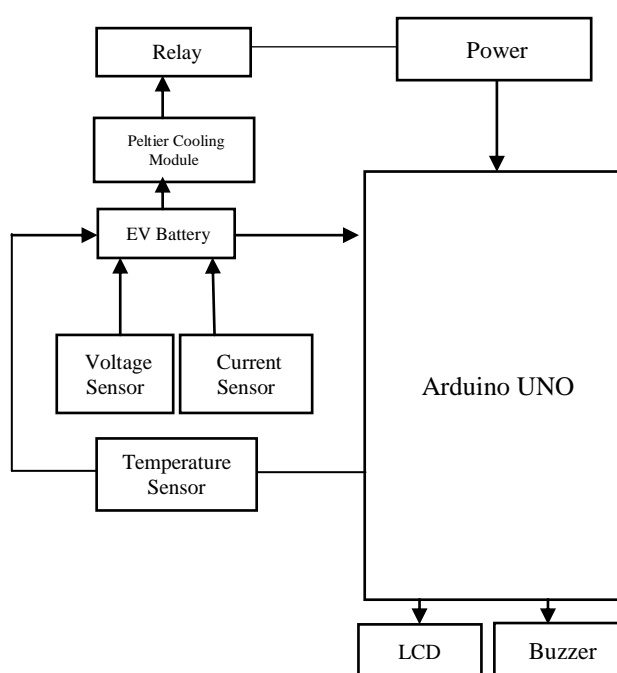 Relay
Power
Peltier Cooling
Module
EV Battery
Voltage
Sensor
Current
Sensor
Arduino UNO
Temperature
Sensor
LCD
Buzzer